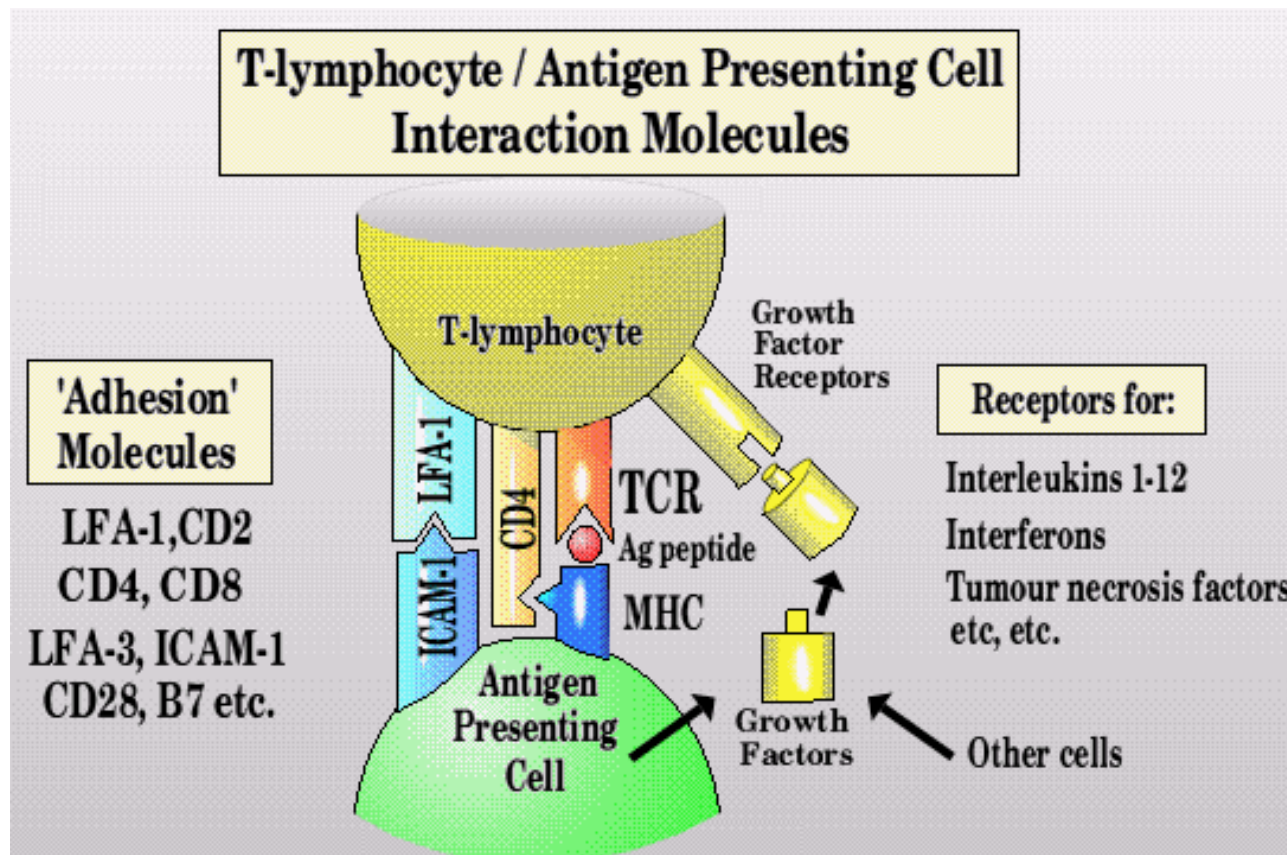 T-lymphocyte / Antigen Presenting Cell
Interaction Molecules
T-lymphocyte
Growth
Factor
Receptors
'Adhesion'
Molecules
LFA-1,CD2
CD4, CD8
LFA-3, ICAM-1
CD28, B7 etc.
LFA-1
ICAM-1
CD4
TCR
Ag peptide
MHC
Antigen
Presenting
Cell
Growth
Factors
Other cells
Receptors for:
Interleukins 1-12
Interferons
Tumour necrosis factors
etc, etc.